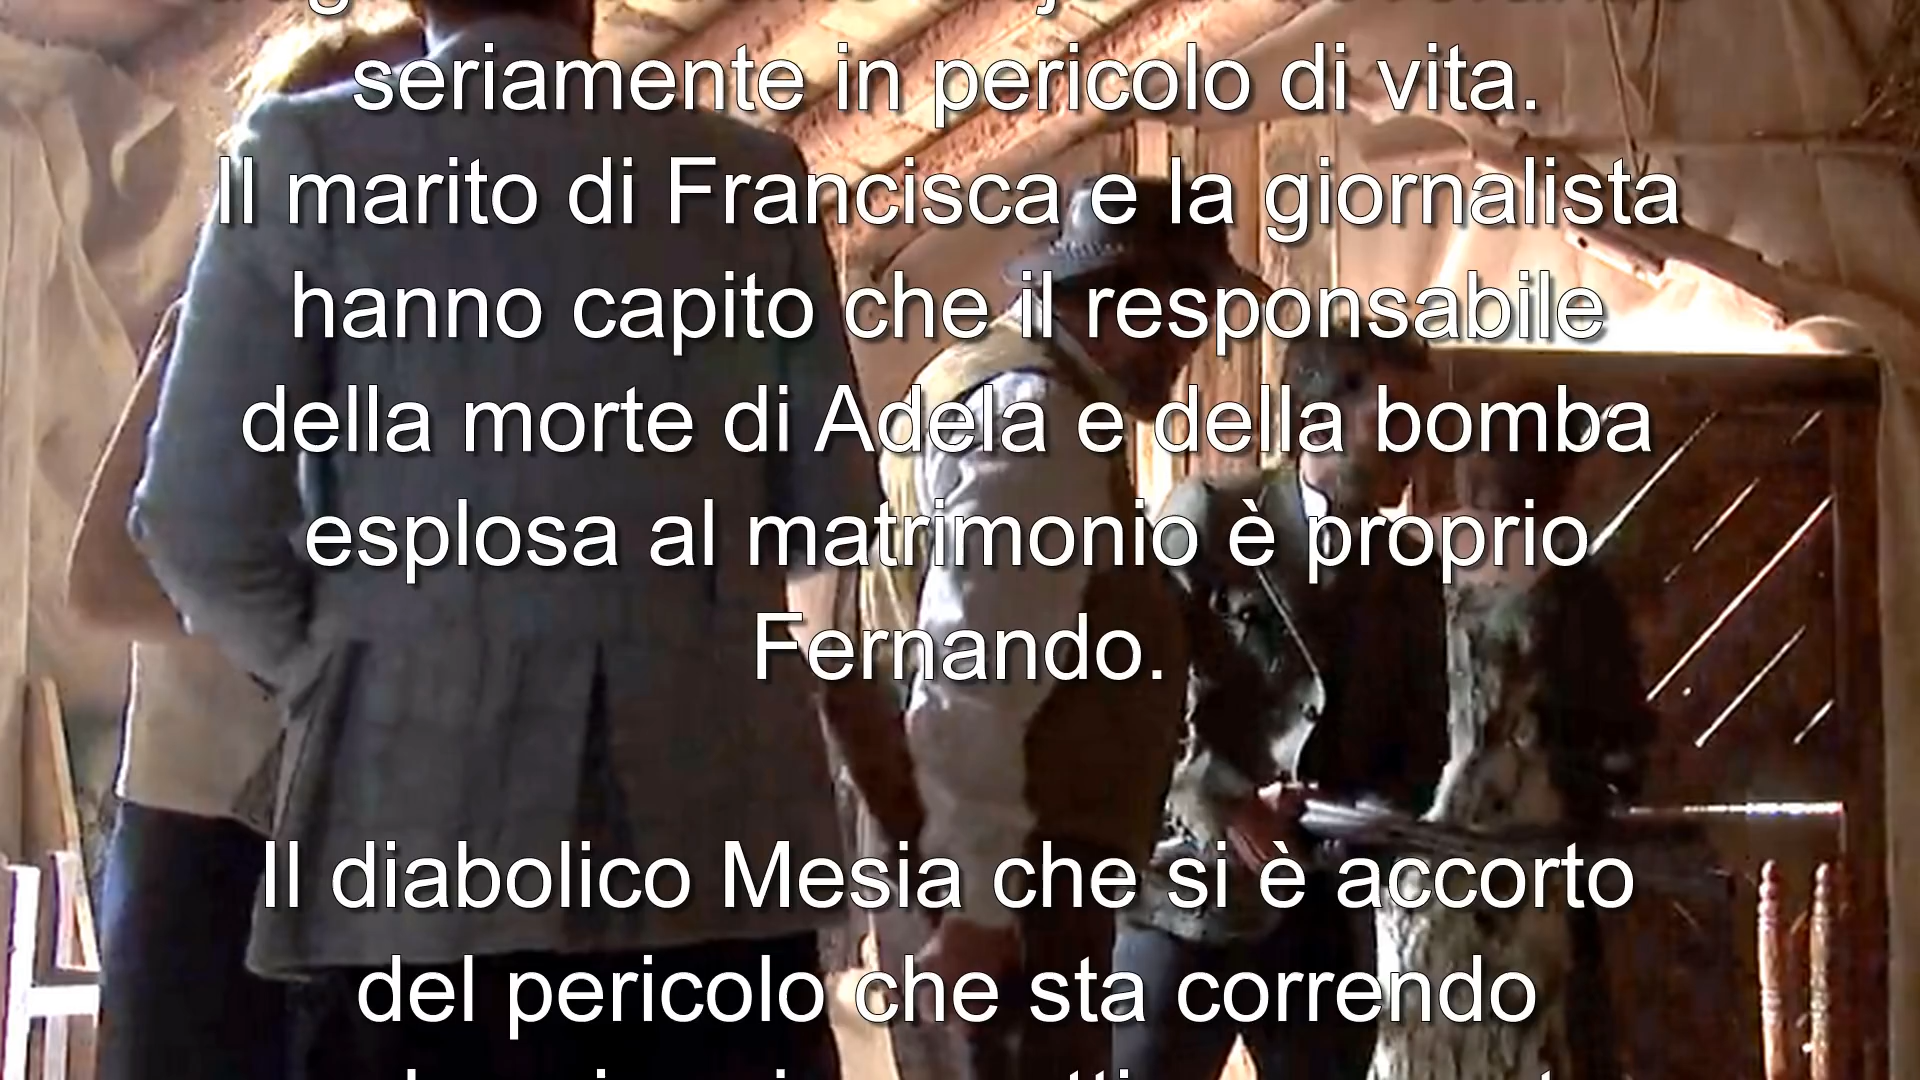 seriamente in pericolo di vita.
Il marito di Francisca e la giornalista
hanno capito che il responsabile
della morte di Adela e della bomba
esplosa al matrimonio è proprio
Fernando.
Il diabolico Mesia che si è accorto
del pericolo che sta correndo